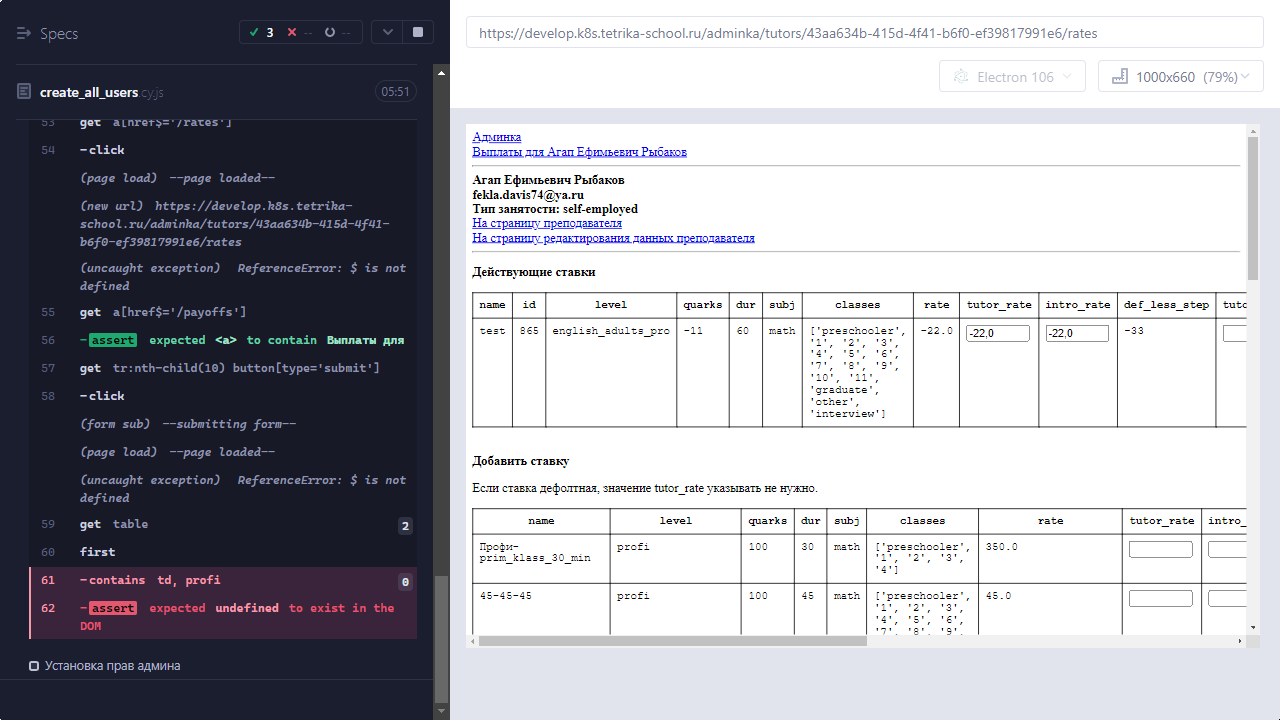 Specs
3
--
--
create_all_users.cy.js
05:51
53 get a[href$='/rates']
54 -click
(page load) --page loaded--
(new url) https://develop.k8s.tetrika-
school.ru/adminka/tutors/43aa634b-415d-4f41-
b6f0-ef39817991e6/rates
(uncaught exception) ReferenceError: $ is not
defined
55 get a[href$='/payoffs']
56 -assert expected <a> to contain Выплаты для
57 get tr:nth-child(10) button[type='submit']
58 -click
(form sub) --submitting form--
(page load) --page loaded--
(uncaught exception) ReferenceError: $ is not
defined
59 get table 2
60 first
61 -contains td, profi 0
62 -assert expected undefined to exist in the
DOM
Установка прав админа
https://develop.k8s.tetrika-school.ru/adminka/tutors/43aa634b-415d-4f41-b6f0-ef39817991e6/rates
Electron 106
1000x660 (79%)
Админка
Выплаты для Агап Ефимьевич Рыбаков
Агап Ефимьевич Рыбаков
fekla.davis74@ya.ru
Тип занятости: self-employed
На страницу преподавателя
На страницу редактирования данных преподавателя
Действующие ставки
name id level quarks dur subj classes rate tutor_rate intro_rate def_less_step tuto
test 865 english_adults_pro -11 60 math ['preschooler', -22.0 -22,0 -22,0 -33
'1', '2', '3',
'4', '5', '6',
'7', '8', '9',
'10', '11',
'graduate',
'other',
'interview']
Добавить ставку
Если ставка дефолтная, значение tutor_rate указывать не нужно.
name level quarks dur subj classes rate tutor_rate intro_
Профи- profi 100 30 math ['preschooler', 350.0
prim_klass_30_min '1', '2', '3',
'4']
45-45-45 profi 100 45 math ['preschooler', 45.0
'1', '2', '3',
'4', '5', '6',
'7', '8', '9',